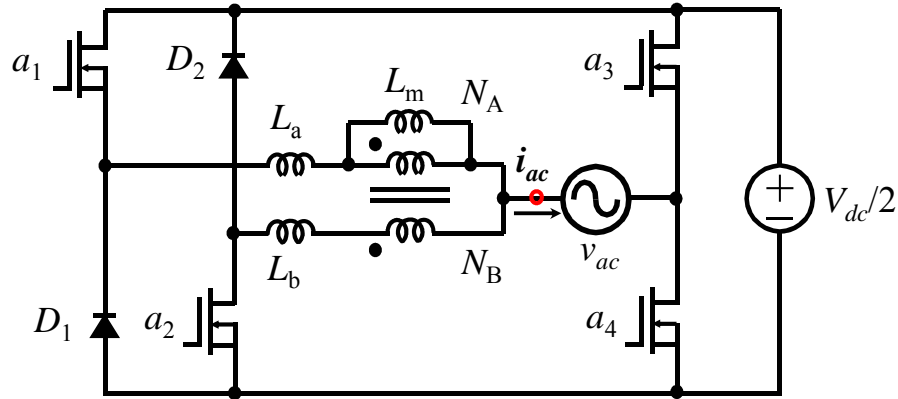 a1
D2
a3
Lm
NA
La
iac
+
−
Vdc/2
vac
Lb
NB
D1
a2
a4